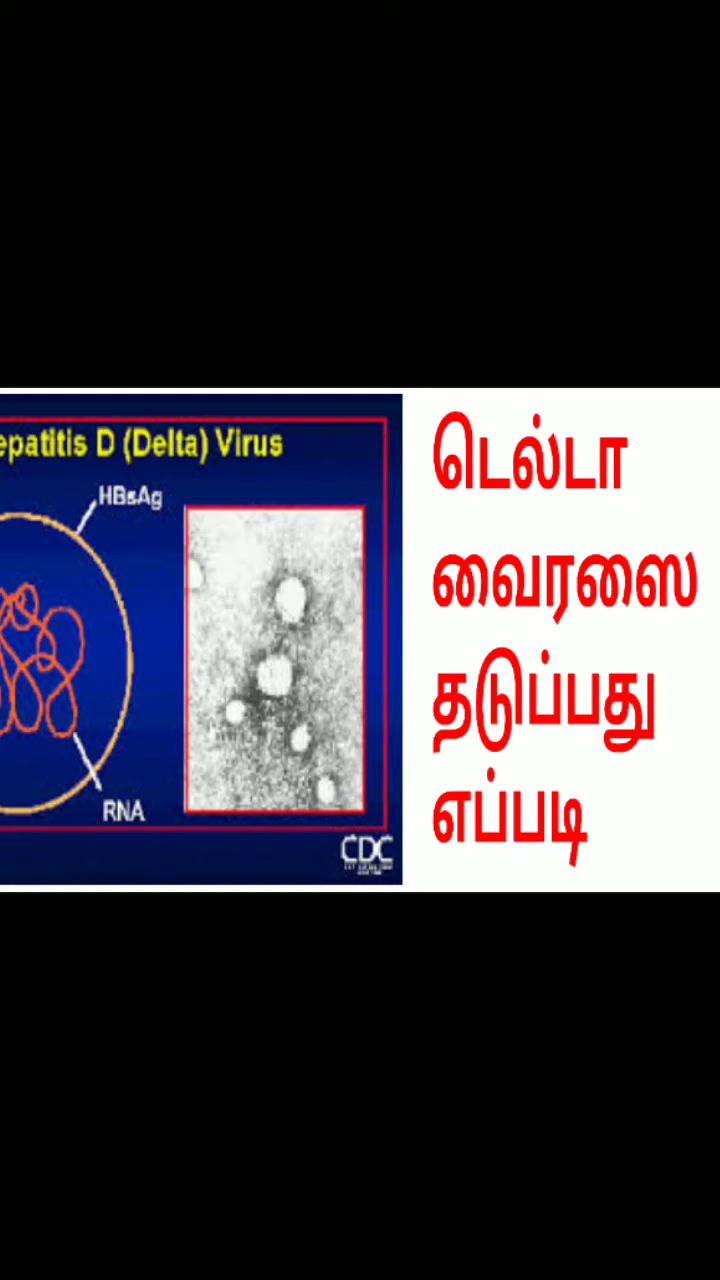 epatitis D (Delta) Virus
HBsAg
RNA
CDC
டெல்டா
வைரஸை
தடுப்பது
எப்படி